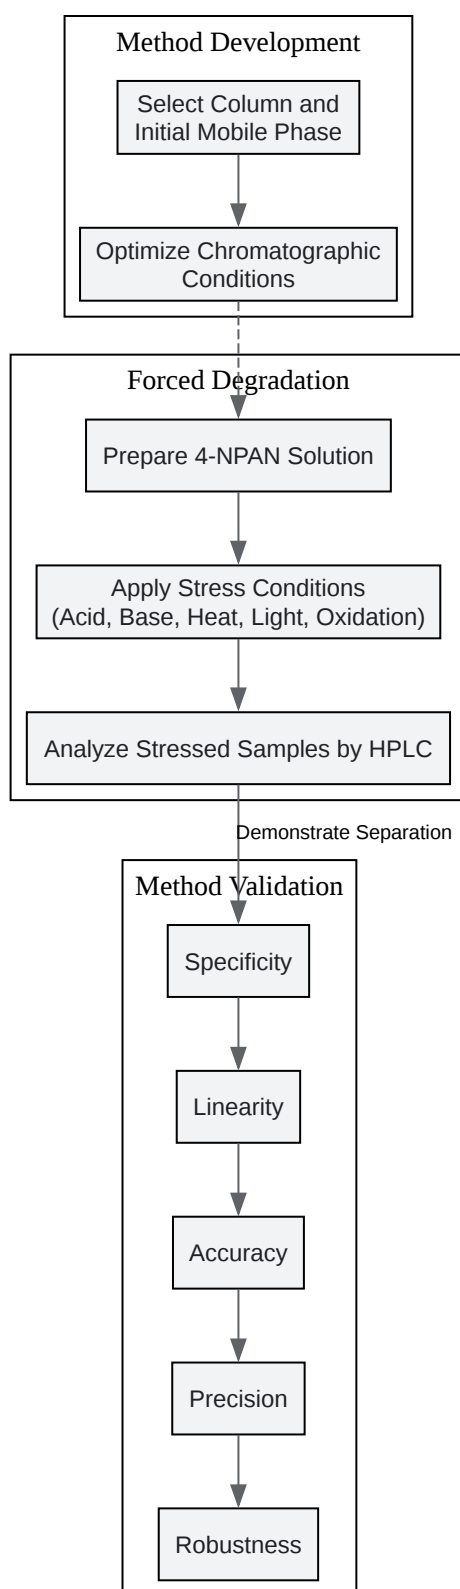 Method Development
Select Column and
Initial Mobile Phase
Optimize Chromatographic
Conditions
Forced Degradation
Prepare 4-NPAN Solution
Apply Stress Conditions
(Acid, Base, Heat, Light, Oxidation)
Analyze Stressed Samples by HPLC
Demonstrate Separation
Method Validation
Specificity
Linearity
Accuracy
Precision
Robustness